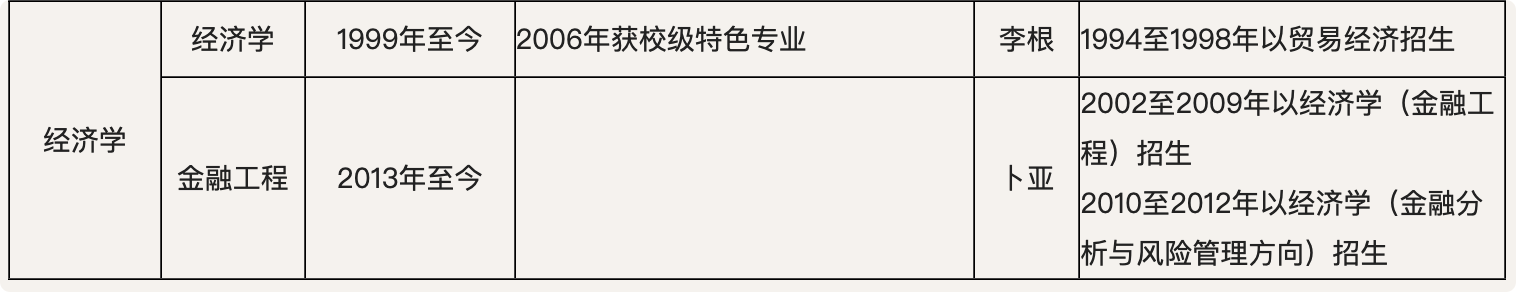 经济学
经济学
1999年至今
2006年获校级特色专业
李根
1994至1998年以贸易经济招生
金融工程
2013年至今
卜亚
2002至2009年以经济学（金融工
程）招生
2010至2012年以经济学（金融分
析与风险管理方向）招生